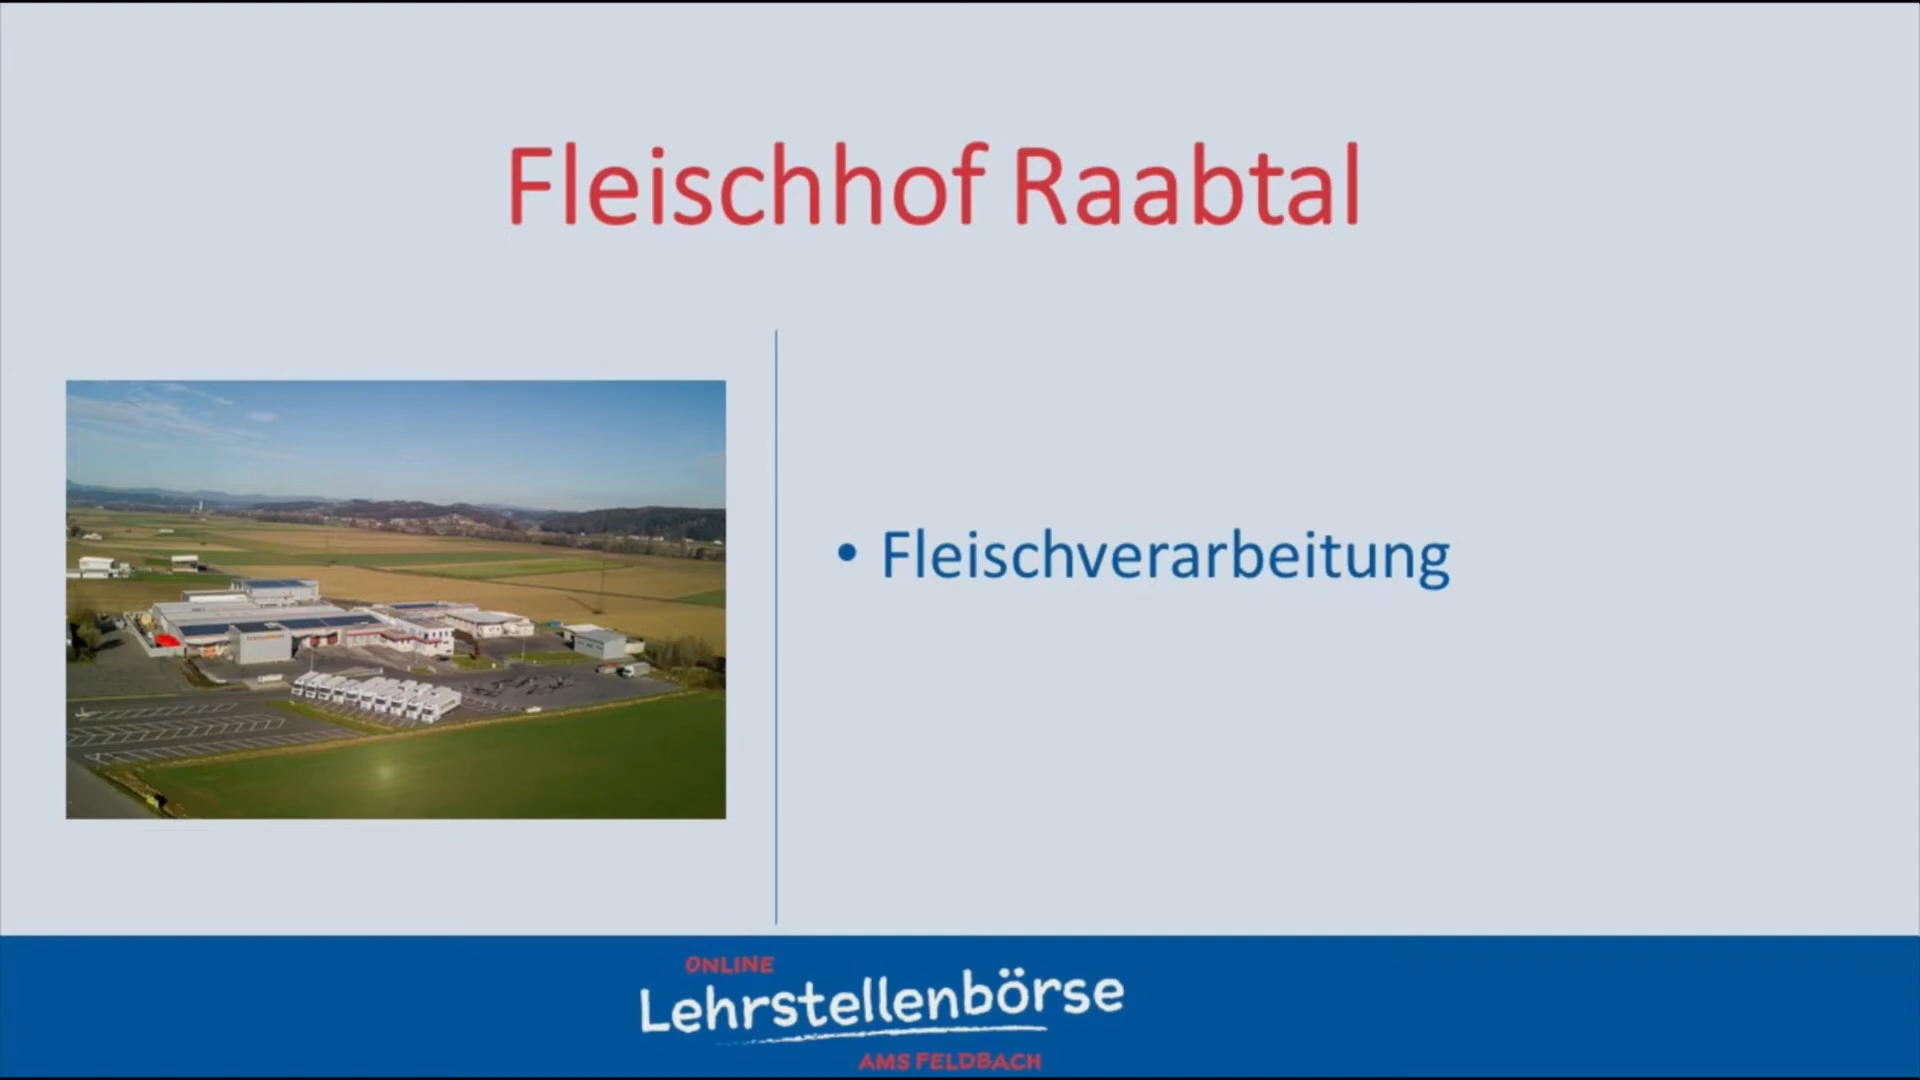 Fleischhof Raabtal
• Fleischverarbeitung
ONLINE
Lehrstellenbörse
AMS FELDBACH